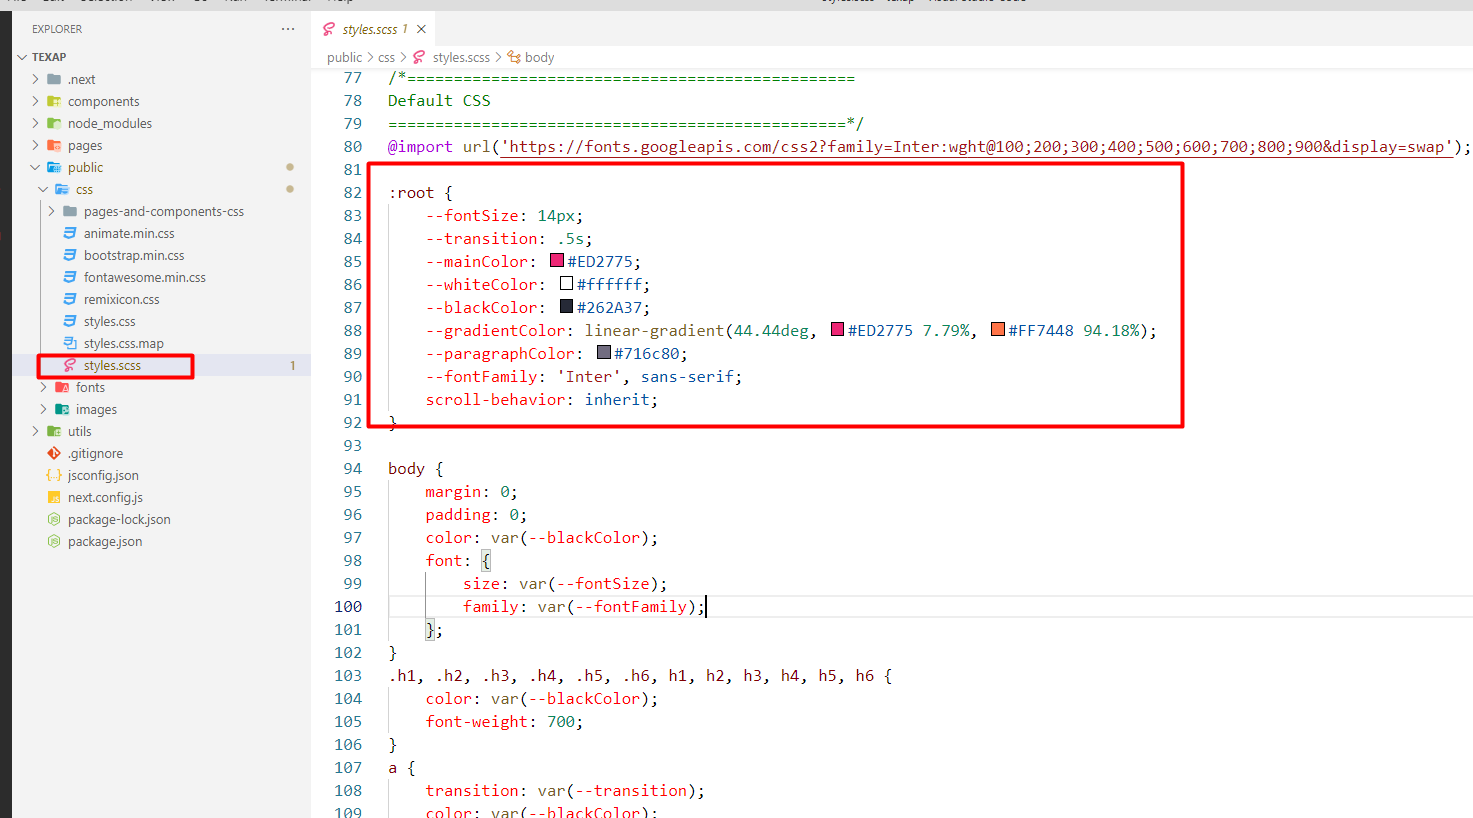 EXPLORER
TEXAP
.next
components
node_modules
pages
public
css
pages-and-components-css
animate.min.css
bootstrap.min.css
fontawesome.min.css
remixicon.css
styles.css
styles.css.map
styles.scss 1
fonts
images
utils
.gitignore
jsconfig.json
next.config.js
package-lock.json
package.json
styles.scss 1
public > css > styles.scss > body
77 /*================================================
78 Default CSS
79 =================================================*/
80 @import url('https://fonts.googleapis.com/css2?family=Inter:wght@100;200;300;400;500;600;700;800;900&display=swap');
81
82 :root {
83 --fontSize: 14px;
84 --transition: .5s;
85 --mainColor: #ED2775;
86 --whiteColor: #ffffff;
87 --blackColor: #262A37;
88 --gradientColor: linear-gradient(44.44deg, #ED2775 7.79%, #FF7448 94.18%);
89 --paragraphColor: #716c80;
90 --fontFamily: 'Inter', sans-serif;
91 scroll-behavior: inherit;
92 }
93
94 body {
95 margin: 0;
96 padding: 0;
97 color: var(--blackColor);
98 font: {
99 size: var(--fontSize);
100 family: var(--fontFamily);
101 };
102 }
103 .h1, .h2, .h3, .h4, .h5, .h6, h1, h2, h3, h4, h5, h6 {
104 color: var(--blackColor);
105 font-weight: 700;
106 }
107 a {
108 transition: var(--transition);
109 color: var(--blackColor);